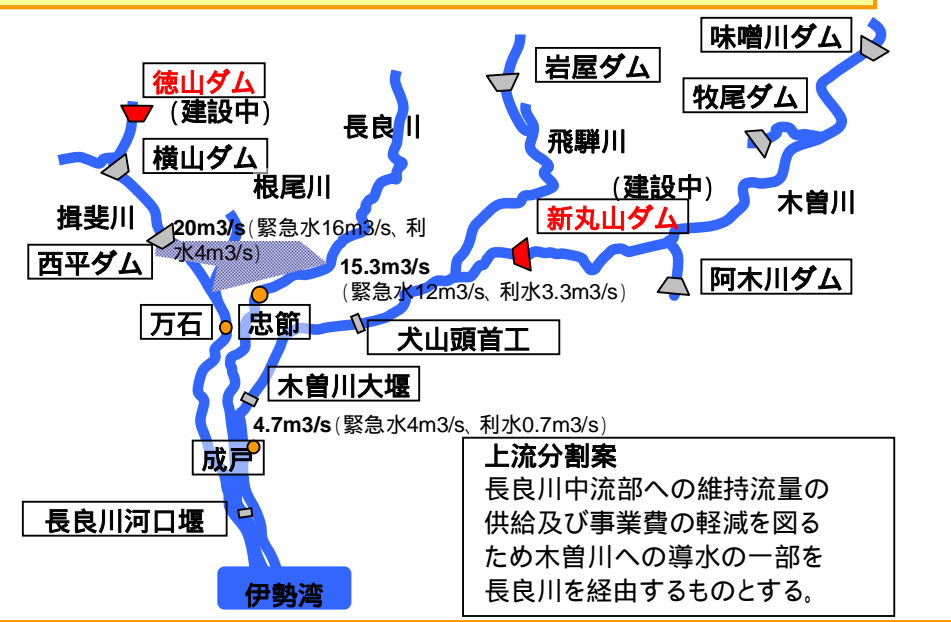 味噌川ダム
岩屋ダム
徳山ダム
(建設中)
牧尾ダム
長良川
飛騨川
横山ダム
根尾川
(建設中)
木曽川
揖斐川
新丸山ダム
20m3/s(緊急水16m3/s、利
水4m3/s)
西平ダム
15.3m3/s
(緊急水12m3/s、利水3.3m3/s)
阿木川ダム
万石
忠節
犬山頭首工
木曽川大堰
4.7m3/s(緊急水4m3/s、利水0.7m3/s)
成戸
上流分割案
長良川中流部への維持流量の
供給及び事業費の軽減を図る
ため木曽川への導水の一部を
長良川を経由するものとする。
長良川河口堰
伊勢湾